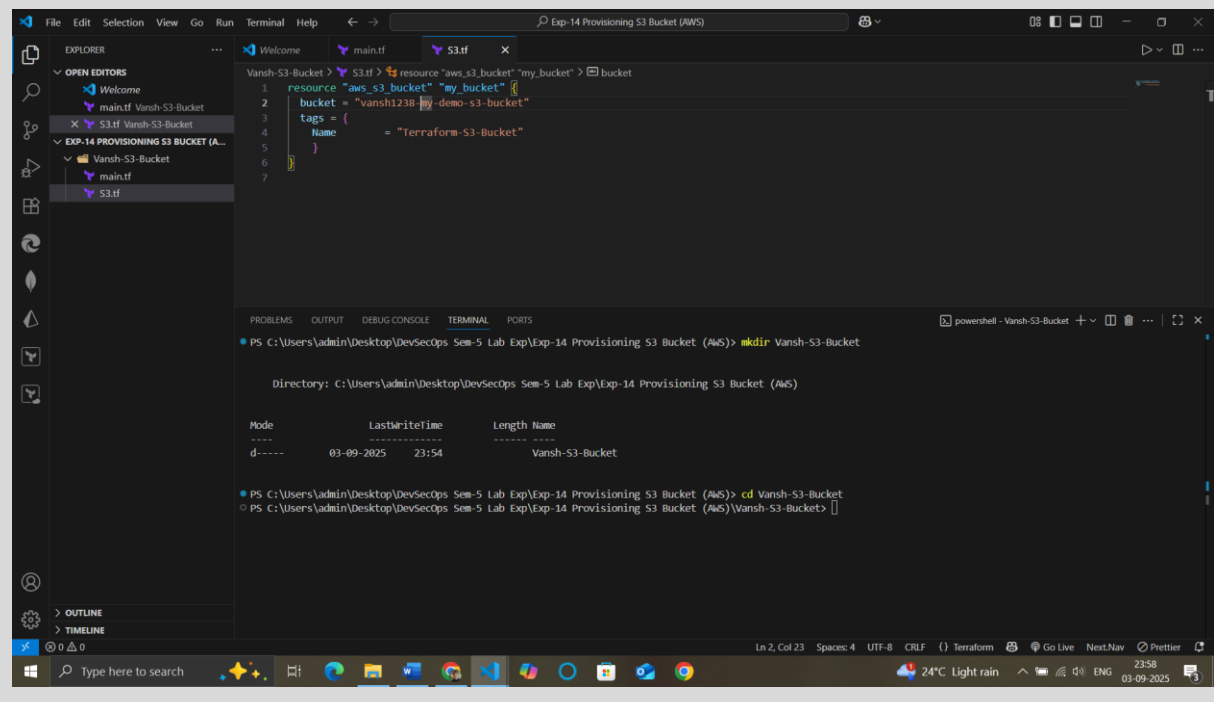 File Edit Selection View Go Run Terminal Help
Exp-14 Provisioning S3 Bucket (AWS)
EXPLORER
OPEN EDITORS
Welcome
main.tf Vansh-S3-Bucket
S3.tf Vansh-S3-Bucket
EXP-14 PROVISIONING S3 BUCKET (A...
Vansh-S3-Bucket
main.tf
S3.tf
OUTLINE
TIMELINE
Welcome main.tf S3.tf
Vansh-S3-Bucket > S3.tf > resource "aws_s3_bucket" "my_bucket" > bucket
1 resource "aws_s3_bucket" "my_bucket" {
2 bucket = "vansh1238-my-demo-s3-bucket"
3 tags = {
4 Name = "Terraform-S3-Bucket"
5 }
6 }
7
PROBLEMS OUTPUT DEBUG CONSOLE TERMINAL PORTS
powershell - Vansh-S3-Bucket
PS C:\Users\admin\Desktop\DevSecOps Sem-5 Lab Exp\Exp-14 Provisioning S3 Bucket (AWS)> mkdir Vansh-S3-Bucket
Directory: C:\Users\admin\Desktop\DevSecOps Sem-5 Lab Exp\Exp-14 Provisioning S3 Bucket (AWS)
Mode LastWriteTime Length Name
---- ------------- ------ ----
d----- 03-09-2025 23:54 Vansh-S3-Bucket
PS C:\Users\admin\Desktop\DevSecOps Sem-5 Lab Exp\Exp-14 Provisioning S3 Bucket (AWS)> cd Vansh-S3-Bucket
PS C:\Users\admin\Desktop\DevSecOps Sem-5 Lab Exp\Exp-14 Provisioning S3 Bucket (AWS)\Vansh-S3-Bucket>
0 0 Ln 2, Col 23 Spaces: 4 UTF-8 CRLF {} Terraform Go Live Next.Nav Prettier
Type here to search 24°C Light rain ENG 23:58
03-09-2025 3